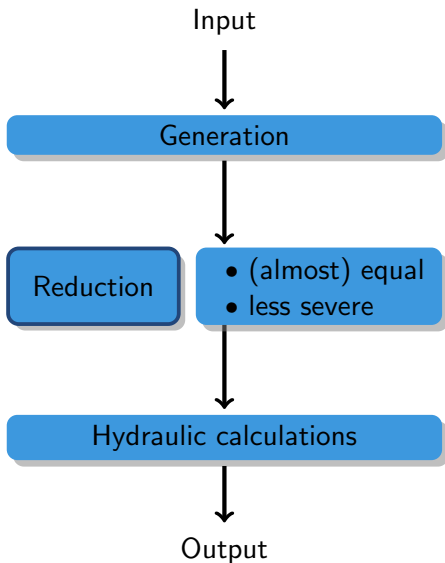 Input
Generation
Reduction
• (almost) equal
• less severe
Hydraulic calculations
Output